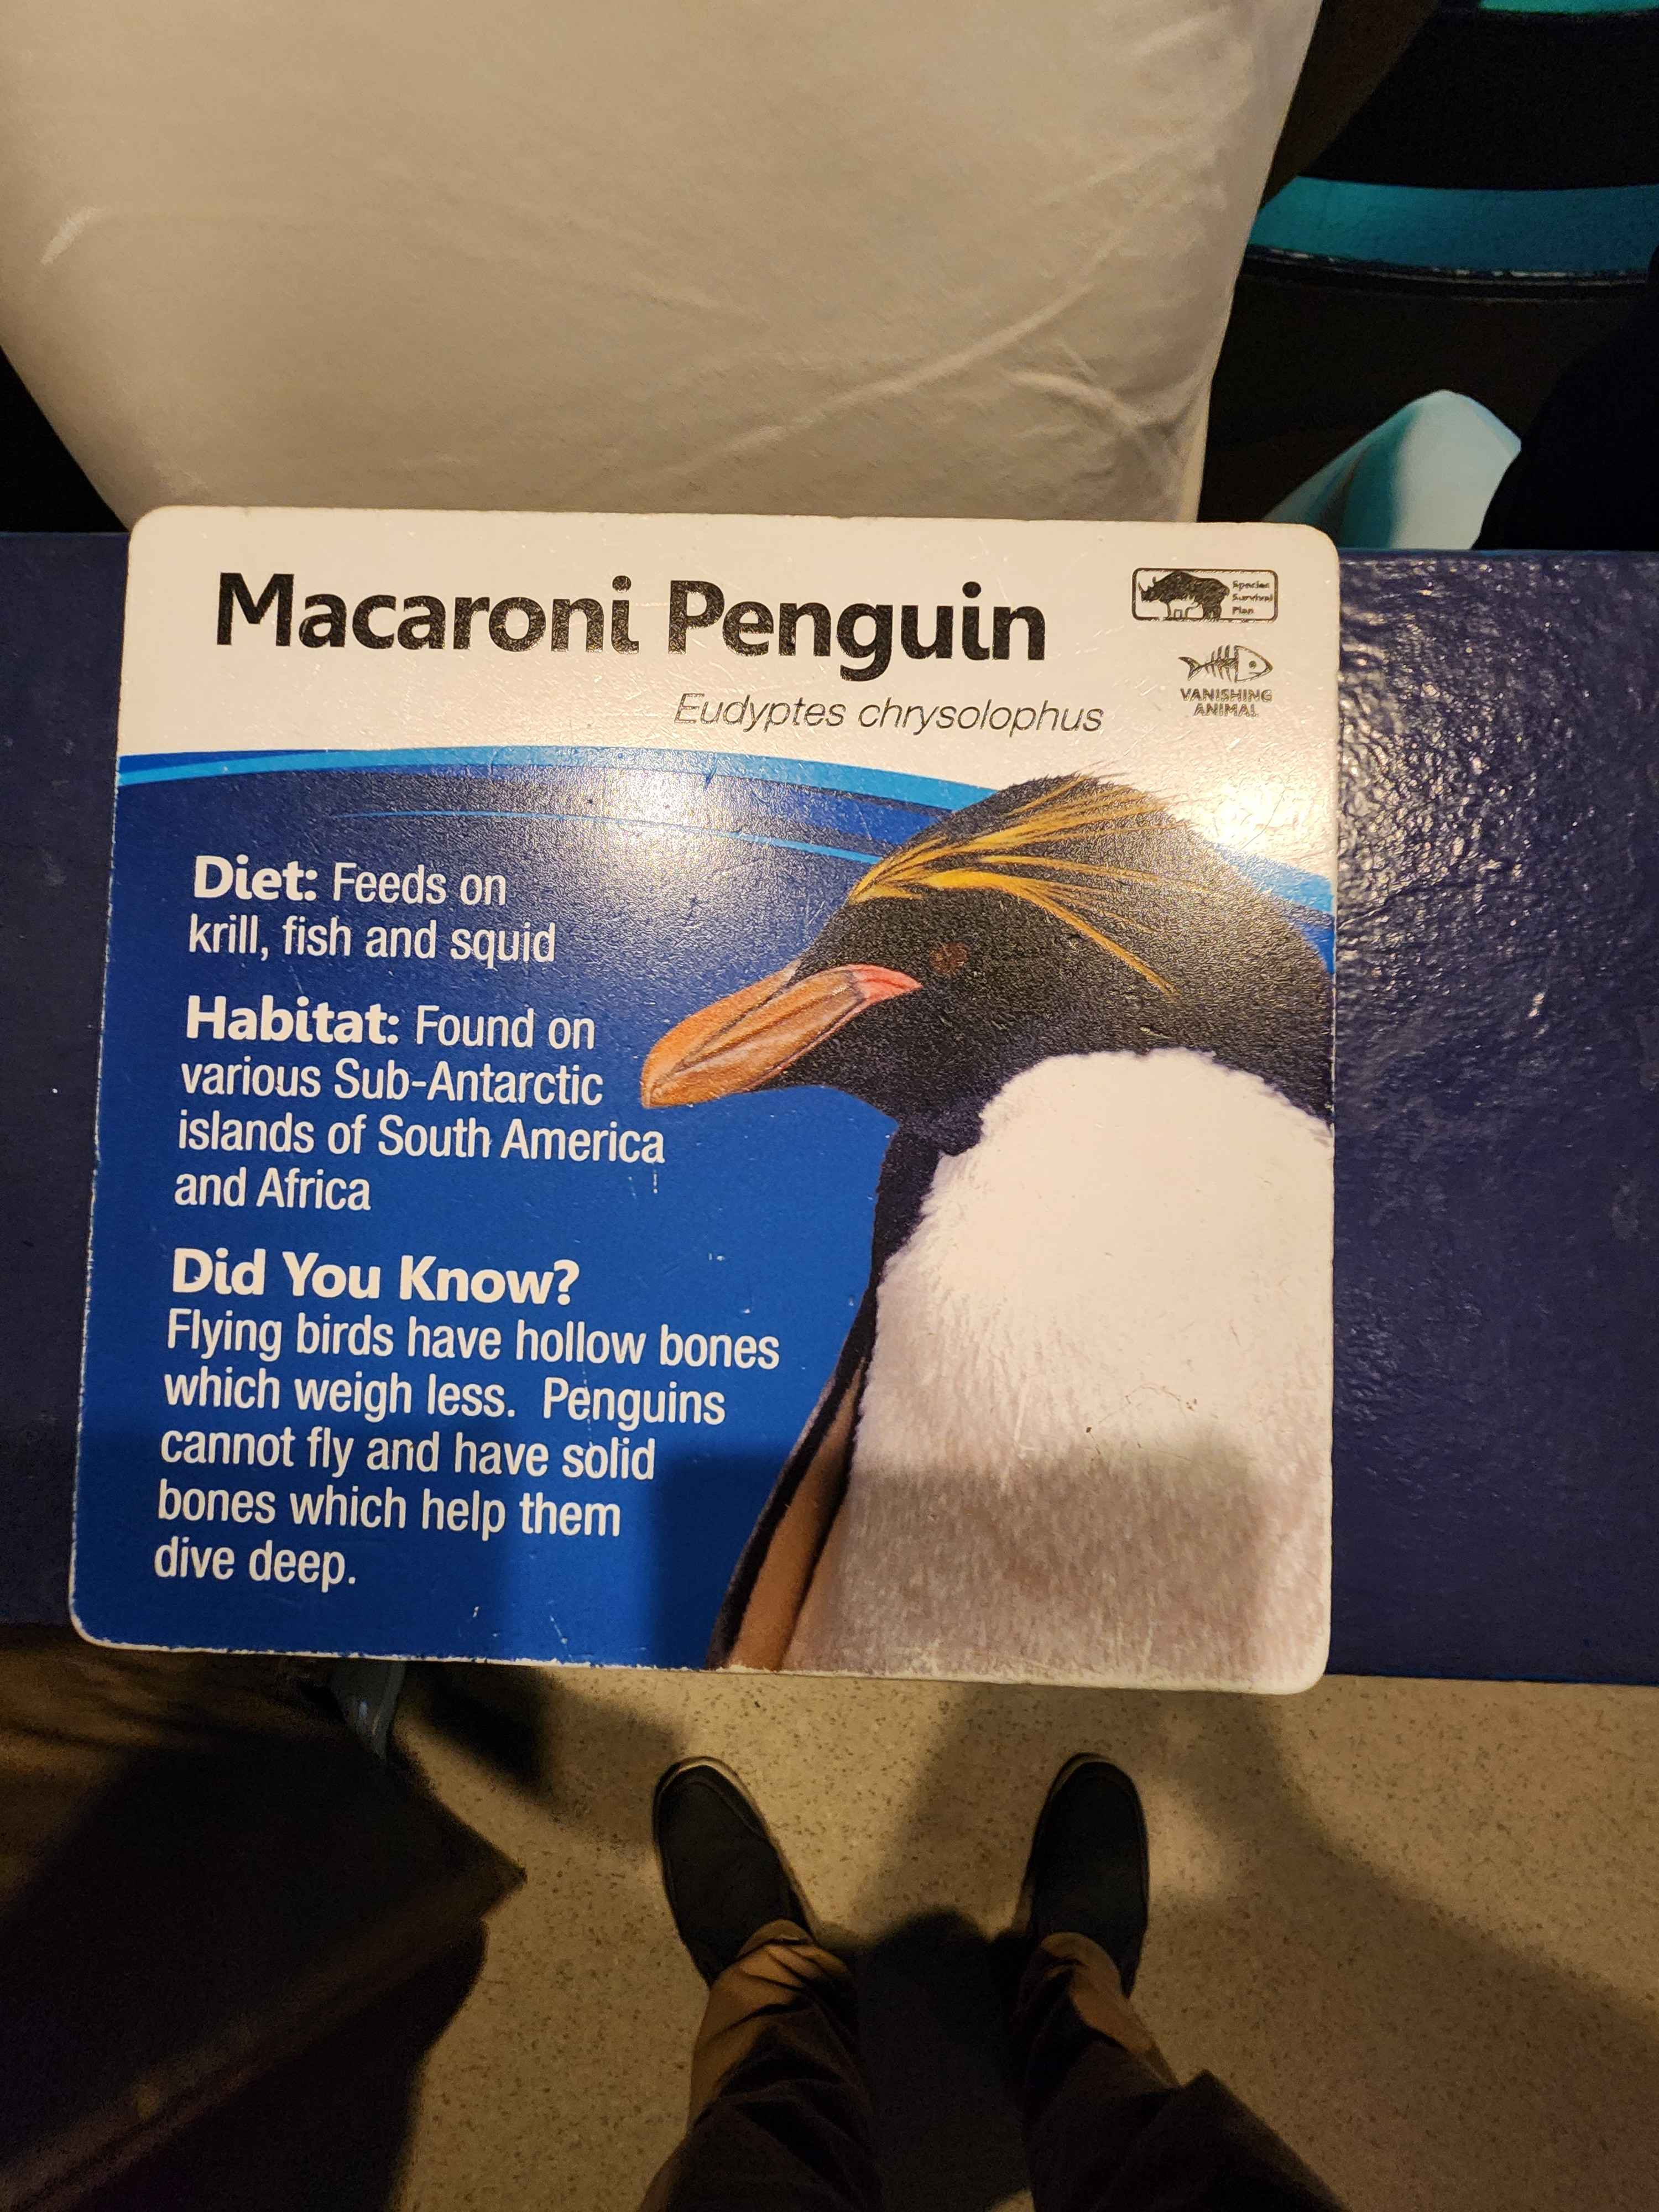 Macaroni Penguin
Eudyptes chrysolophus
Species
Survival
Plan
VANISHING
ANIMAL
Diet: Feeds on
krill, fish and squid
Habitat: Found on
various Sub-Antarctic
islands of South America
and Africa
Did You Know?
Flying birds have hollow bones
which weigh less. Penguins
cannot fly and have solid
bones which help them
dive deep.